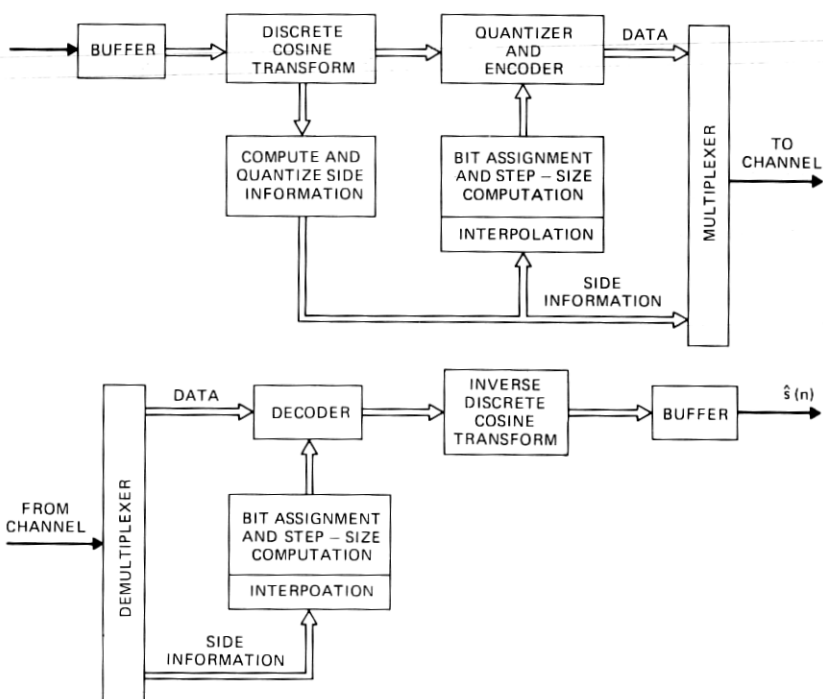 BUFFER
DISCRETE
COSINE
TRANSFORM
QUANTIZER
AND
ENCODER
DATA
MULTIPLEXER
TO
CHANNEL
COMPUTE AND
QUANTIZE SIDE
INFORMATION
BIT ASSIGNMENT
AND STEP – SIZE
COMPUTATION
INTERPOLATION
SIDE
INFORMATION
FROM
CHANNEL
DEMULTIPLEXER
DATA
DECODER
INVERSE
DISCRETE
COSINE
TRANSFORM
BUFFER
ŝ (n)
BIT ASSIGNMENT
AND STEP – SIZE
COMPUTATION
INTERPOATION
SIDE
INFORMATION